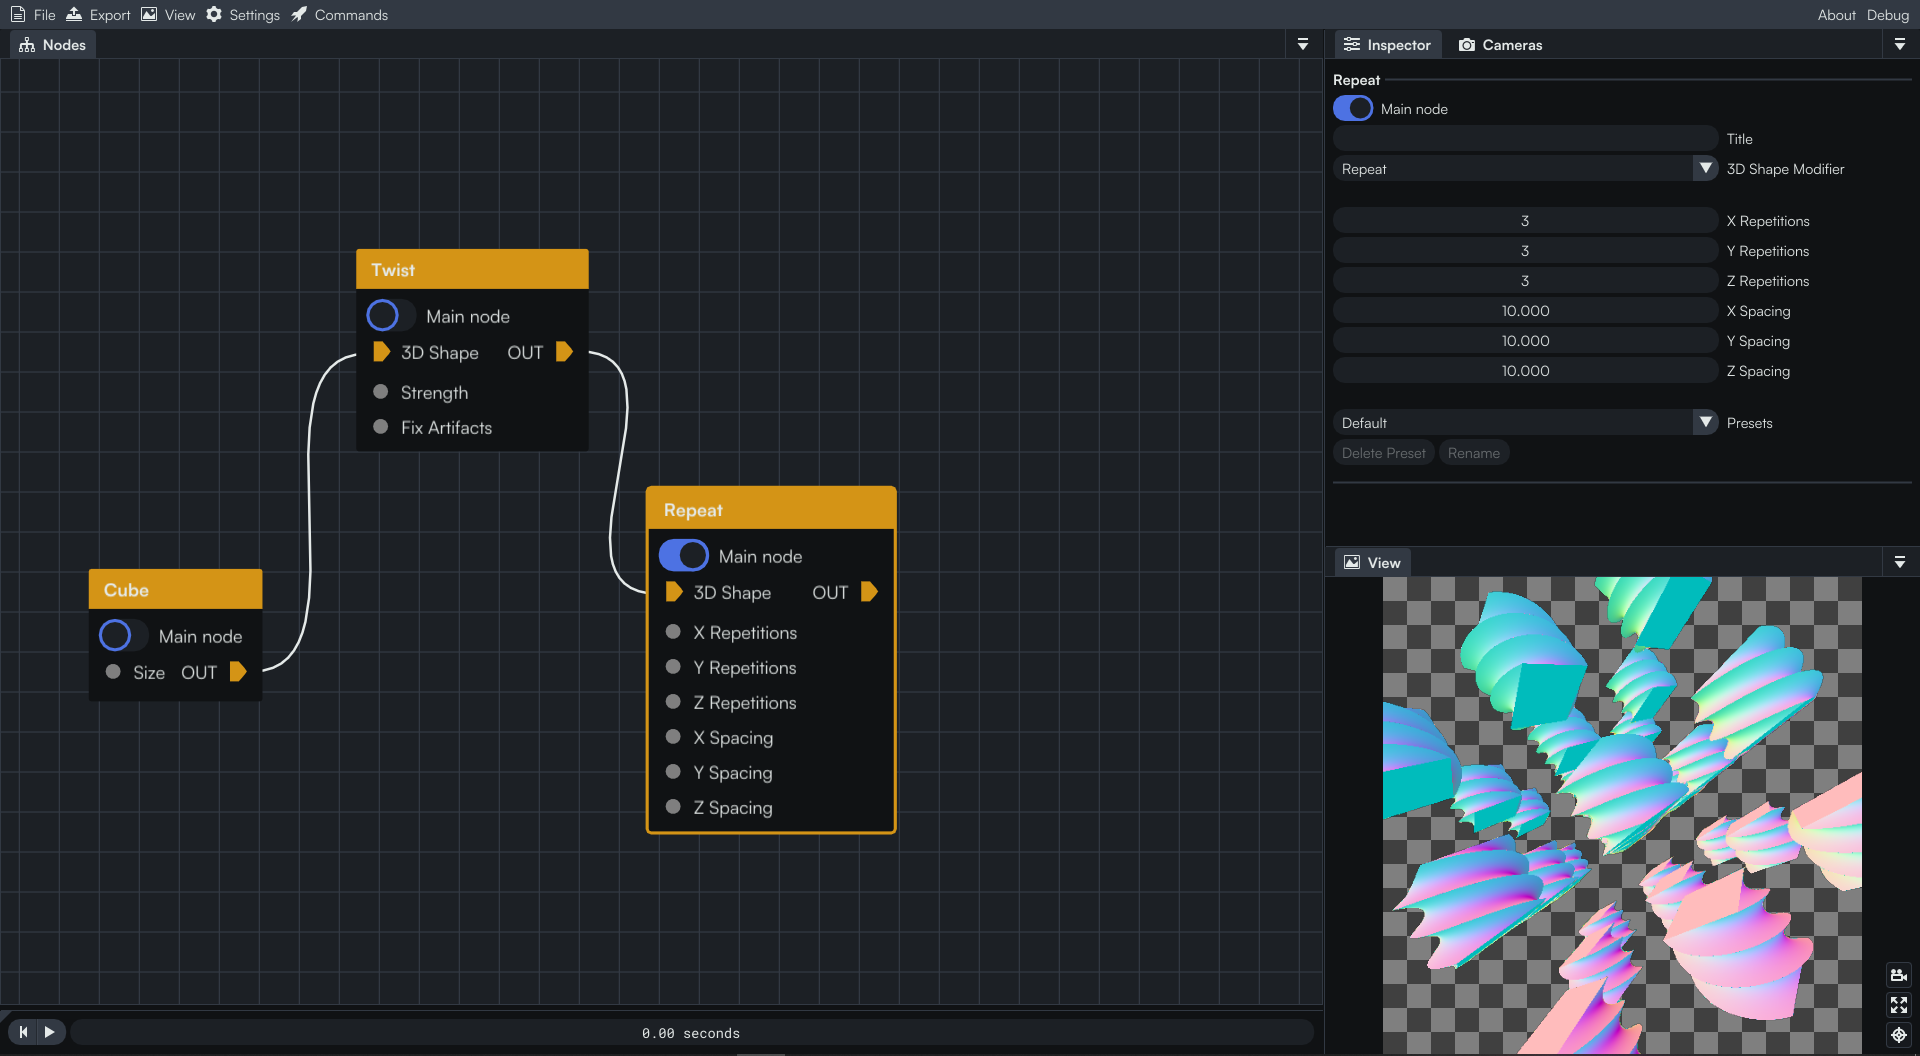 File Export View Settings Commands About Debug
Nodes
Inspector Cameras
Repeat
Main node
Title
Repeat 3D Shape Modifier
3 X Repetitions
3 Y Repetitions
3 Z Repetitions
10.000 X Spacing
10.000 Y Spacing
10.000 Z Spacing
Default Presets
Delete Preset Rename
View
Twist
Main node
3D Shape OUT
Strength
Fix Artifacts
Cube
Main node
Size OUT
Repeat
Main node
3D Shape OUT
X Repetitions
Y Repetitions
Z Repetitions
X Spacing
Y Spacing
Z Spacing
0.00 seconds